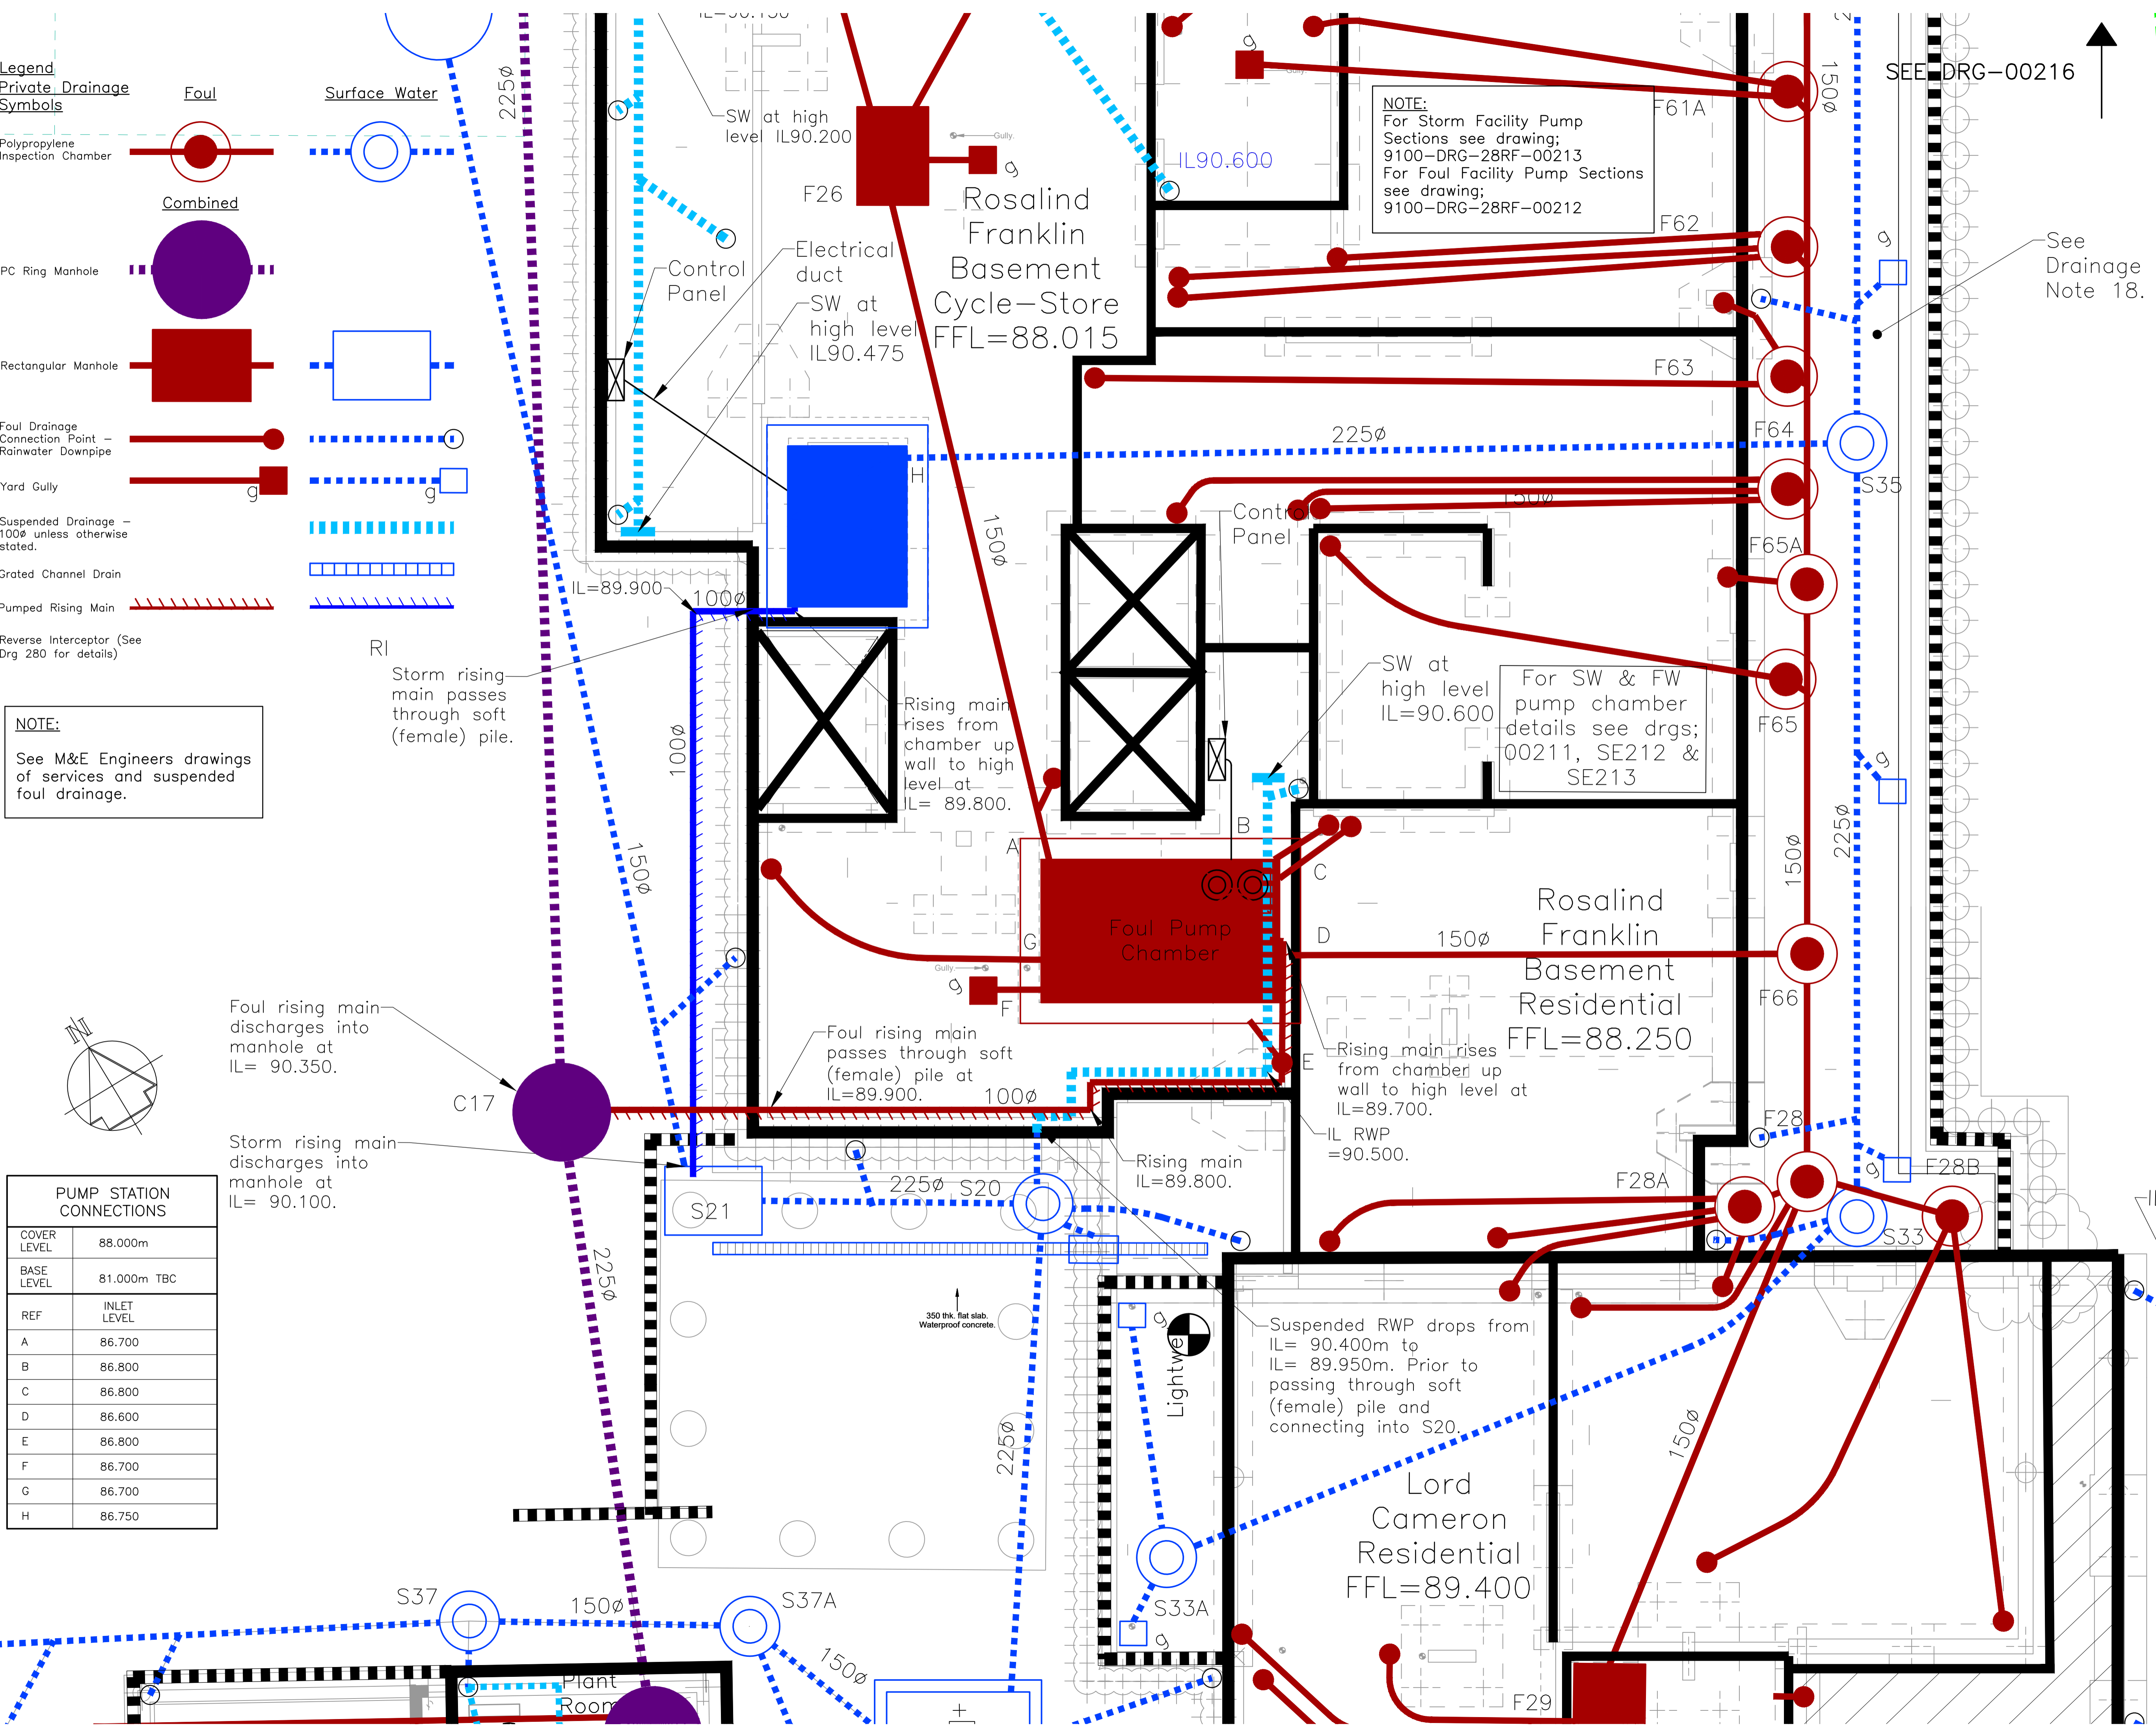 Legend
Private Drainage
Symbols
Foul
Surface Water
Polypropylene
Inspection Chamber
Combined
PC Ring Manhole
Rectangular Manhole
Foul Drainage
Connection Point –
Rainwater Downpipe
Yard Gully
g
g
Suspended Drainage –
100ø unless otherwise
stated.
Grated Channel Drain
Pumped Rising Main
Reverse Interceptor (See
Drg 280 for details)
RI
NOTE:
See M&E Engineers drawings
of services and suspended
foul drainage.
N
PUMP STATION
CONNECTIONS
COVER
LEVEL
88.000m
BASE
LEVEL
81.000m TBC
REF
INLET
LEVEL
A 86.700
B 86.800
C 86.800
D 86.600
E 86.800
F 86.700
G 86.700
H 86.750
225ø
IL=90.150
SW at high
level IL90.200
F26
Gully.
g
Rosalind
Franklin
Basement
Cycle–Store
FFL=88.015
Control
Panel
Electrical
duct
SW at
high level
IL90.475
H
IL=89.900
100ø
Storm rising
main passes
through soft
(female) pile.
100ø
150ø
Rising main
rises from
chamber up
wall to high
level at
IL= 89.800.
150ø
g
Gully.
IL90.600
NOTE:
For Storm Facility Pump
Sections see drawing;
9100–DRG–28RF–00213
For Foul Facility Pump Sections
see drawing;
9100–DRG–28RF–00212
F61A
150ø
SEE DRG–00216
F62
g
See
Drainage
Note 18.
F63
225ø
F64
S35
150ø
Control
Panel
F65A
SW at
high level
IL=90.600
For SW & FW
pump chamber
details see drgs;
00211, SE212 &
SE213
F65
g
225ø
150ø
A
B
C
D
E
F
G
Foul Pump
Chamber
Gully.
g
150ø
Rosalind
Franklin
Basement
Residential
FFL=88.250
F66
Foul rising main
discharges into
manhole at
IL= 90.350.
C17
Foul rising main
passes through soft
(female) pile at
IL=89.900.
100ø
Rising main rises
from chamber up
wall to high level at
IL=89.700.
IL RWP
=90.500.
Rising main
IL=89.800.
Storm rising main
discharges into
manhole at
IL= 90.100.
S21
225ø
S20
F28
g
F28B
F28A
S33
225ø
350 thk. flat slab.
Waterproof concrete.
225ø
g
Lightwell
Suspended RWP drops from
IL= 90.400m to
IL= 89.950m. Prior to
passing through soft
(female) pile and
connecting into S20.
150ø
Lord
Cameron
Residential
FFL=89.400
S37
150ø
S37A
150ø
S33A
g
Plant
Room
F29